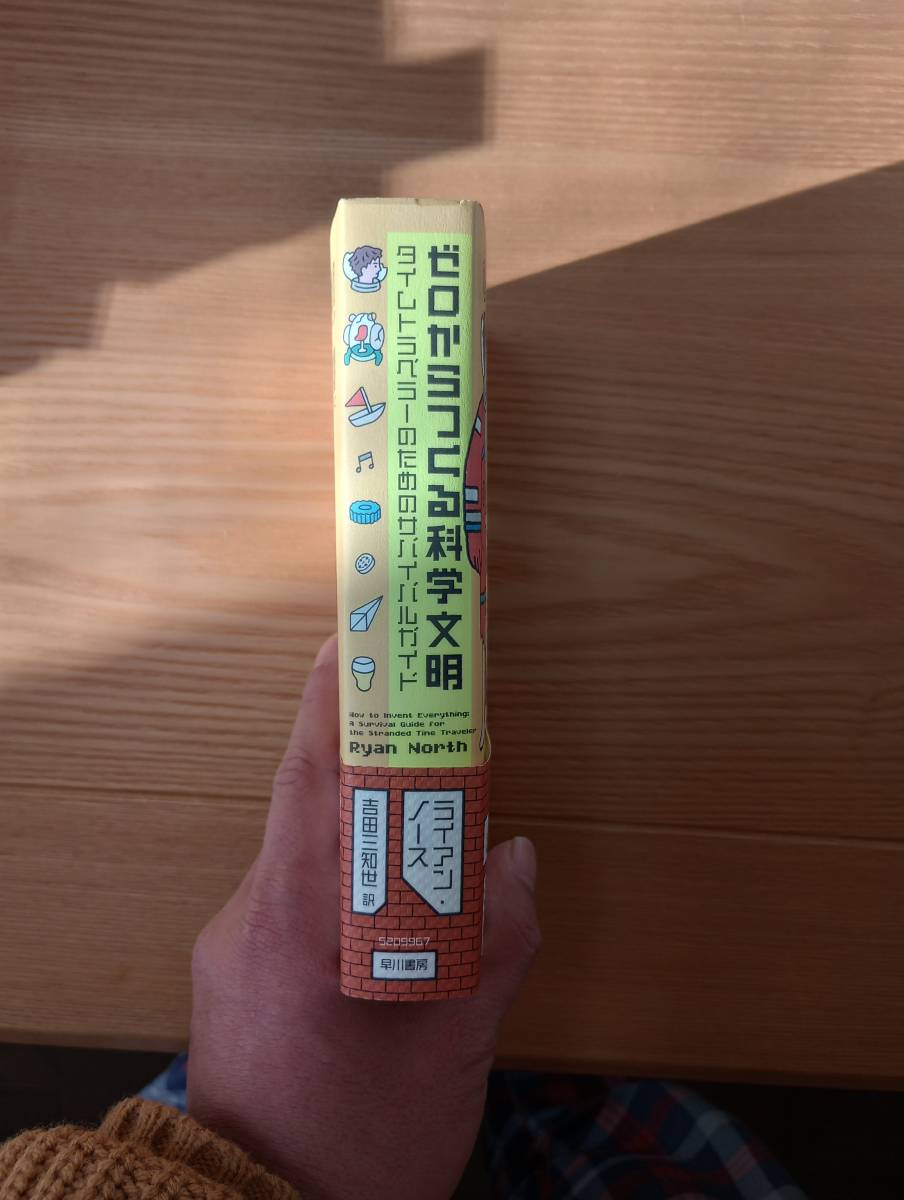 ゼロからつくる科学文明
タイムトラベラーのためのサバイバルガイド
How to Invent Everything:
A Survival Guide for
the Stranded Time Traveler
Ryan North
ライアン・
ノース
吉田三知世 訳
5209967
早川書房